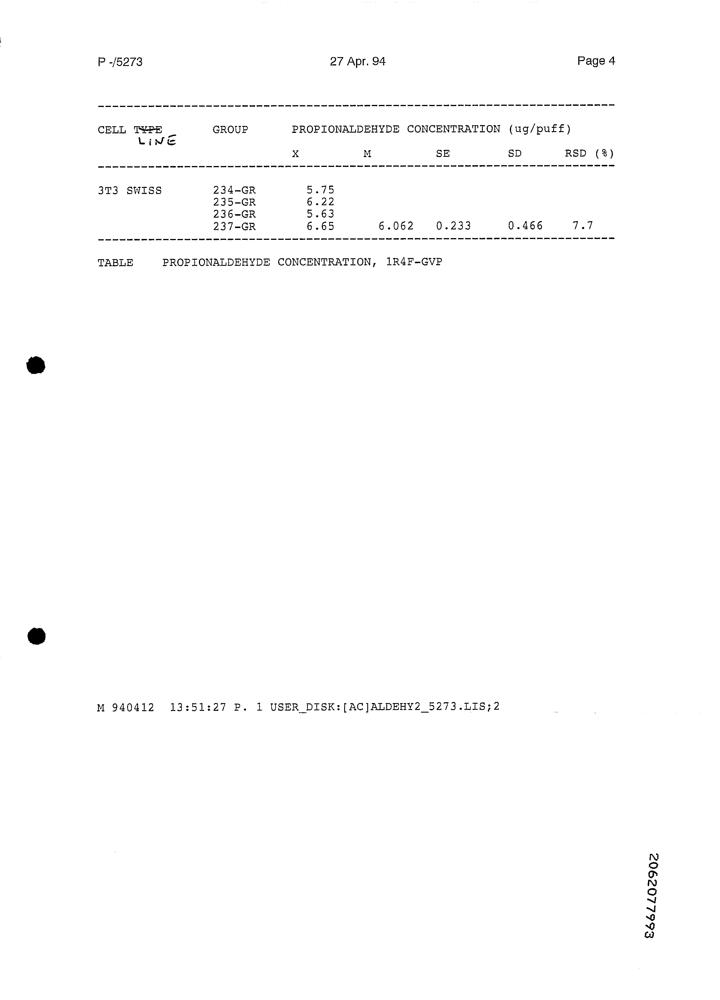 P -/5273 27 Apr. 94 Page 4
CELL TYPE GROUP PROPIONALDEHYDE CONCENTRATION (ug/puff)
LINE
X M SE SD RSD (%)
3T3 SWISS 234-GR 5.75
235-GR 6.22
236-GR 5.63
237-GR 6.65 6.062 0.233 0.466 7.7
TABLE PROPIONALDEHYDE CONCENTRATION, 1R4F-GVP
M 940412 13:51:27 P. 1 USER_DISK:[AC]ALDEHY2_5273.LIS;2
2062077993